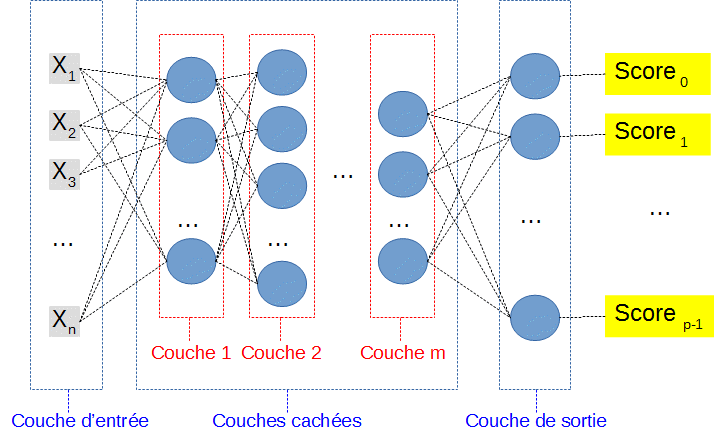 X1
X2
X3
...
Xn
...
...
...
...
...
...
Score 0
Score 1
...
Score p-1
Couche 1
Couche 2
Couche m
Couche d'entrée
Couches cachées
Couche de sortie